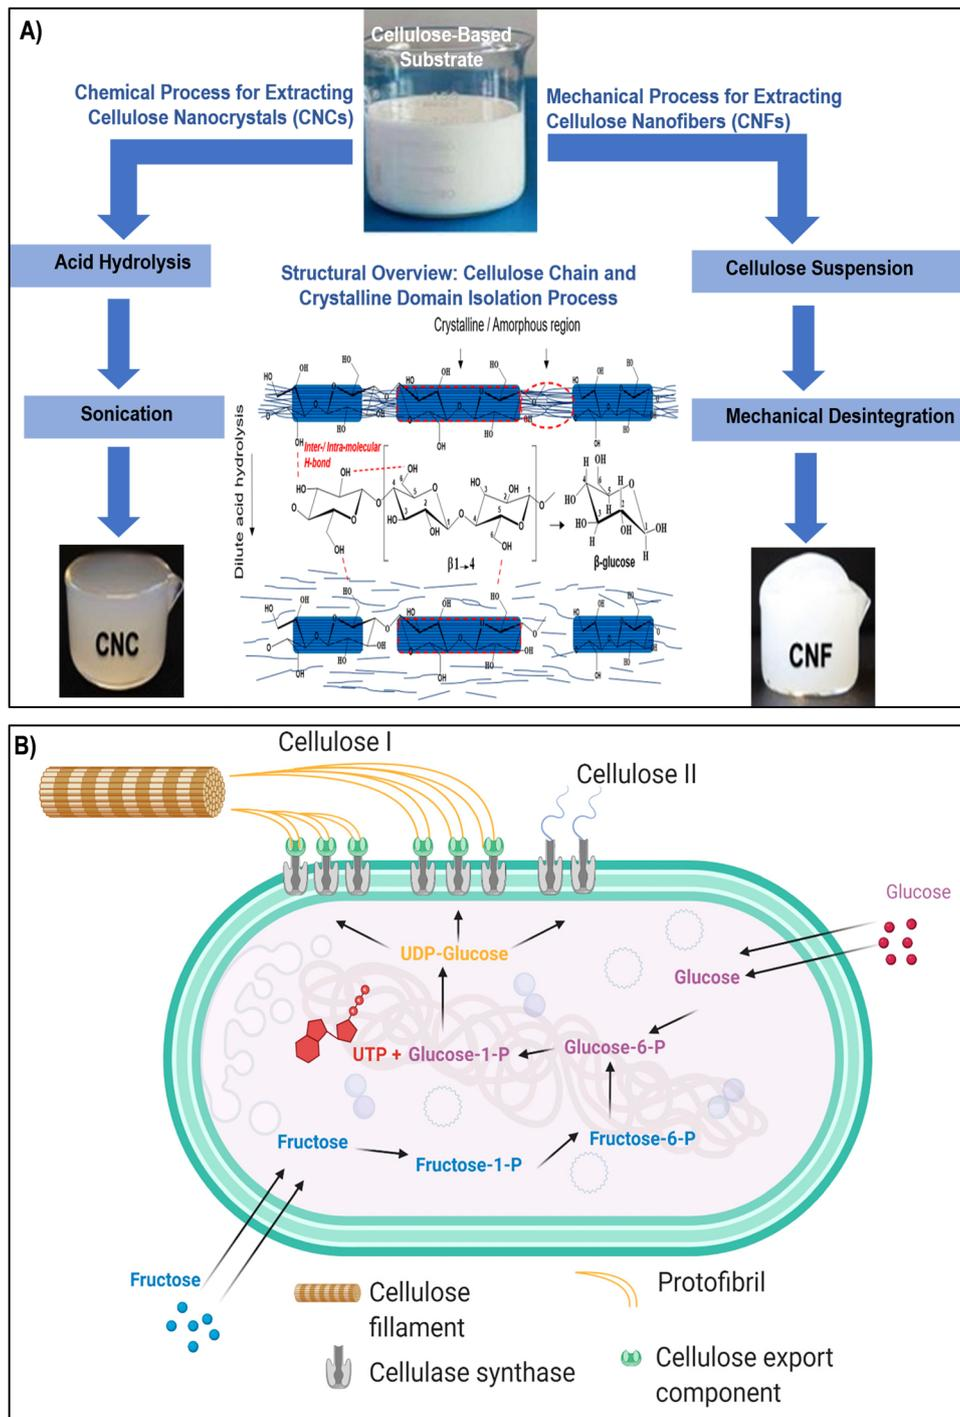 A)
Cellulose-Based
Substrate
Chemical Process for Extracting
Cellulose Nanocrystals (CNCs)
Mechanical Process for Extracting
Cellulose Nanofibers (CNFs)
Acid Hydrolysis
Cellulose Suspension
Structural Overview: Cellulose Chain and
Crystalline Domain Isolation Process
Crystalline / Amorphous region
Sonication
Mechanical Desintegration
Dilute acid hydrolysis
Inter-/ Intra-molecular
H-bond
β1→4
β-glucose
CNC
CNF
B)
Cellulose I
Cellulose II
Glucose
UDP-Glucose
Glucose
UTP + Glucose-1-P
Glucose-6-P
Fructose
Fructose-1-P
Fructose-6-P
Fructose
Cellulose
fillament
Protofibril
Cellulase synthase
Cellulose export
component